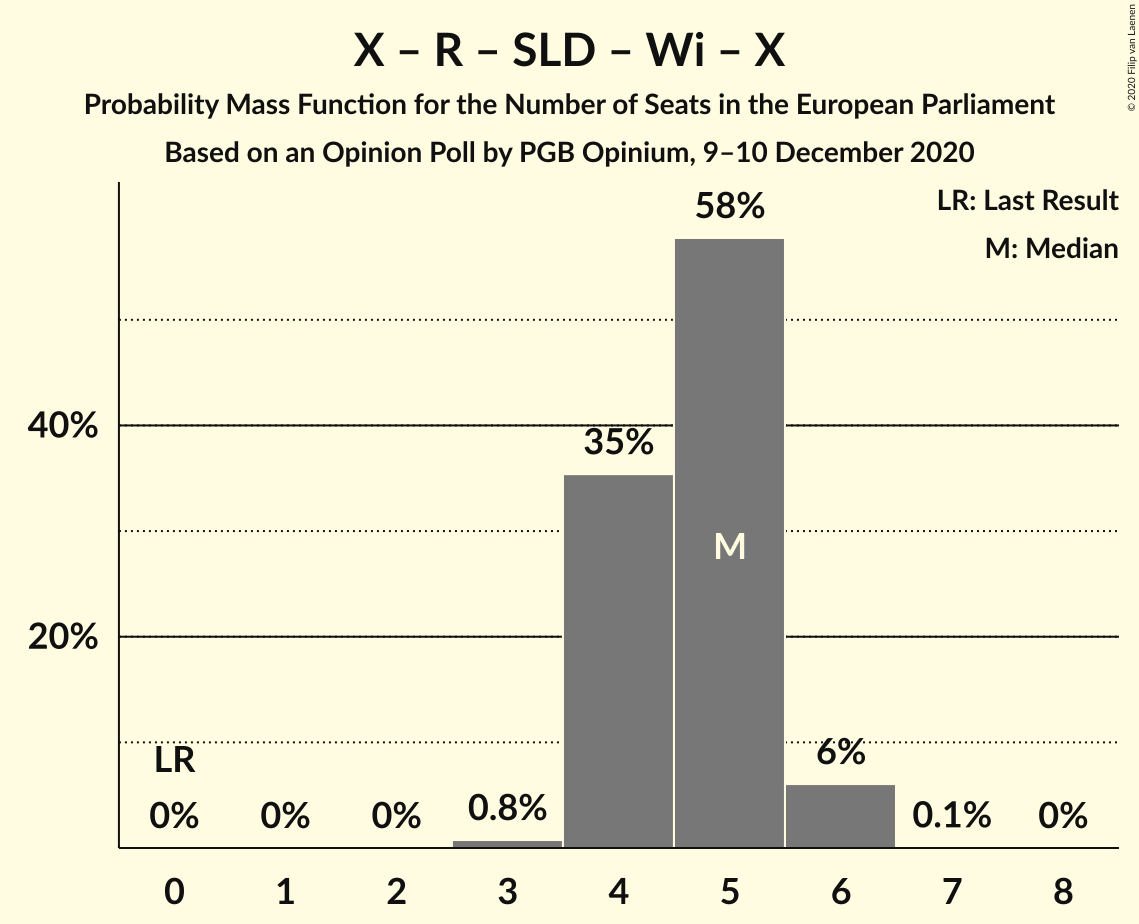 X – R – SLD – Wi – X
Probability Mass Function for the Number of Seats in the European Parliament
Based on an Opinion Poll by PGB Opinium, 9–10 December 2020
© 2020 Filip van Laenen
LR: Last Result
M: Median
58%
40%
35%
M
20%
LR
6%
0% 0% 0% 0.8% 0.1% 0%
0 1 2 3 4 5 6 7 8